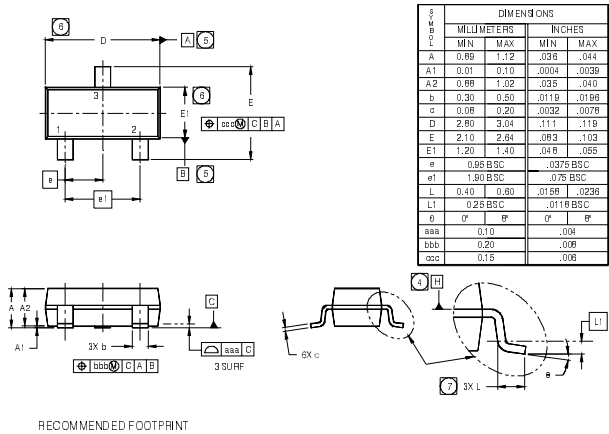 6
D
A 5
3
6
E1
E
⌖ ccc Ⓜ C B A
1 2
B 5
e
e1
SYMBOL DIMENSIONS
MILLIMETERS INCHES
MIN MAX MIN MAX
A 0.89 1.12 .036 .044
A1 0.01 0.10 .0004 .0039
A2 0.88 1.02 .035 .040
b 0.30 0.50 .0119 .0196
c 0.08 0.20 .0032 .0078
D 2.80 3.04 .111 .119
E 2.10 2.64 .083 .103
E1 1.20 1.40 .048 .055
e 0.95 BSC .0375 BSC
e1 1.90 BSC .075 BSC
L 0.40 0.60 .0158 .0236
L1 0.25 BSC .0118 BSC
θ 0° 8° 0° 8°
aaa 0.10 .004
bbb 0.20 .008
ccc 0.15 .006
A A2
A1
3X b
⌖ bbb Ⓜ C A B
C
⌓ aaa C
3 SURF
6X c
4 H
L1
θ
7 3X L
RECOMMENDED FOOTPRINT